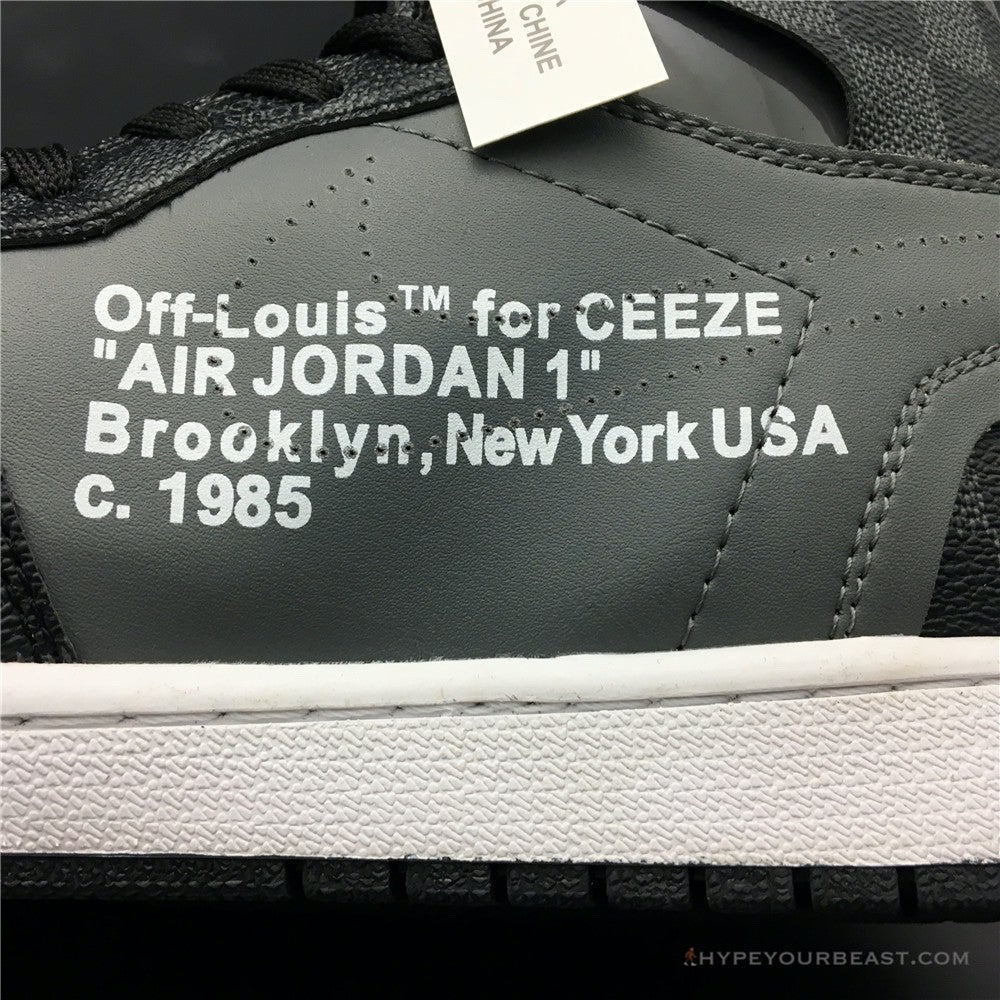 CHINE
CHINA
Off-Louis™ for CEEZE
"AIR JORDAN 1"
Brooklyn, New York USA
c. 1985
HYPEYOURBEAST.COM